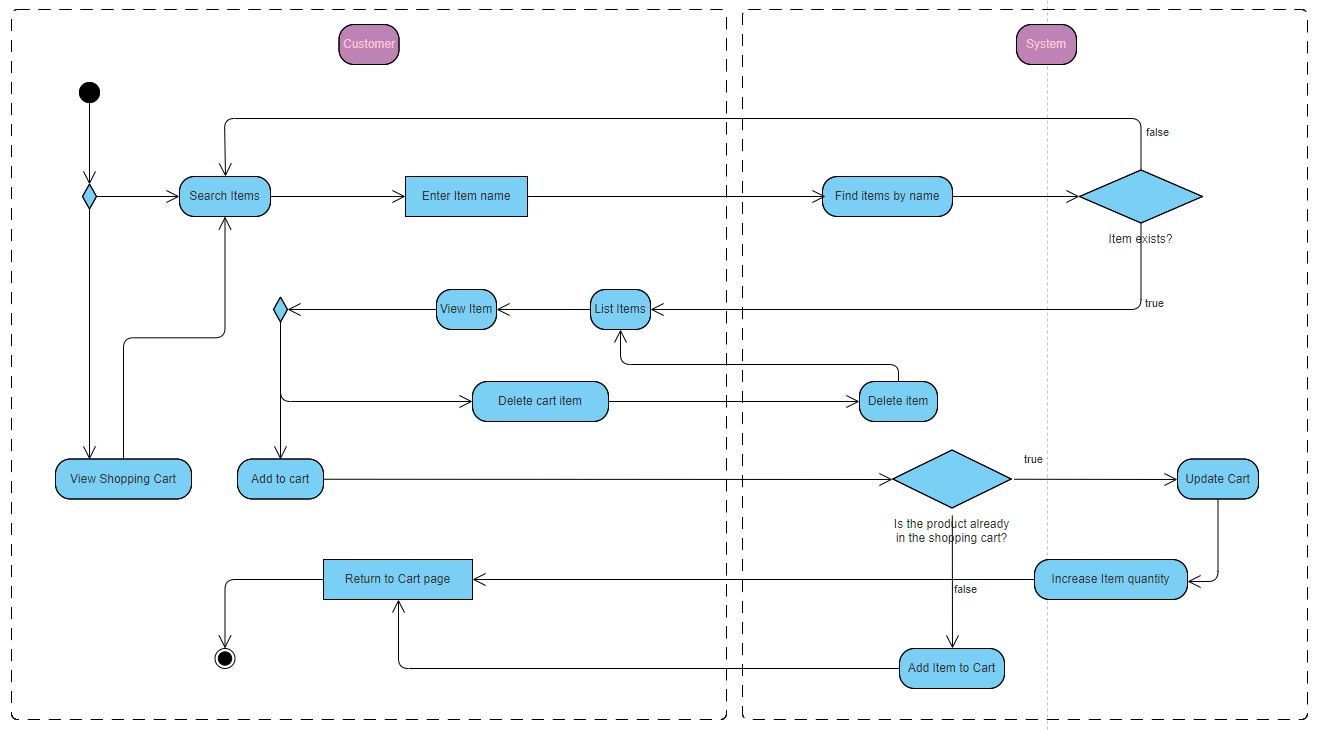 Customer
System
false
Search Items
Enter Item name
Find items by name
Item exists?
true
View Item
List Items
Delete cart item
Delete item
true
View Shopping Cart
Add to cart
Update Cart
Is the product already
in the shopping cart?
Return to Cart page
Increase Item quantity
false
Add Item to Cart